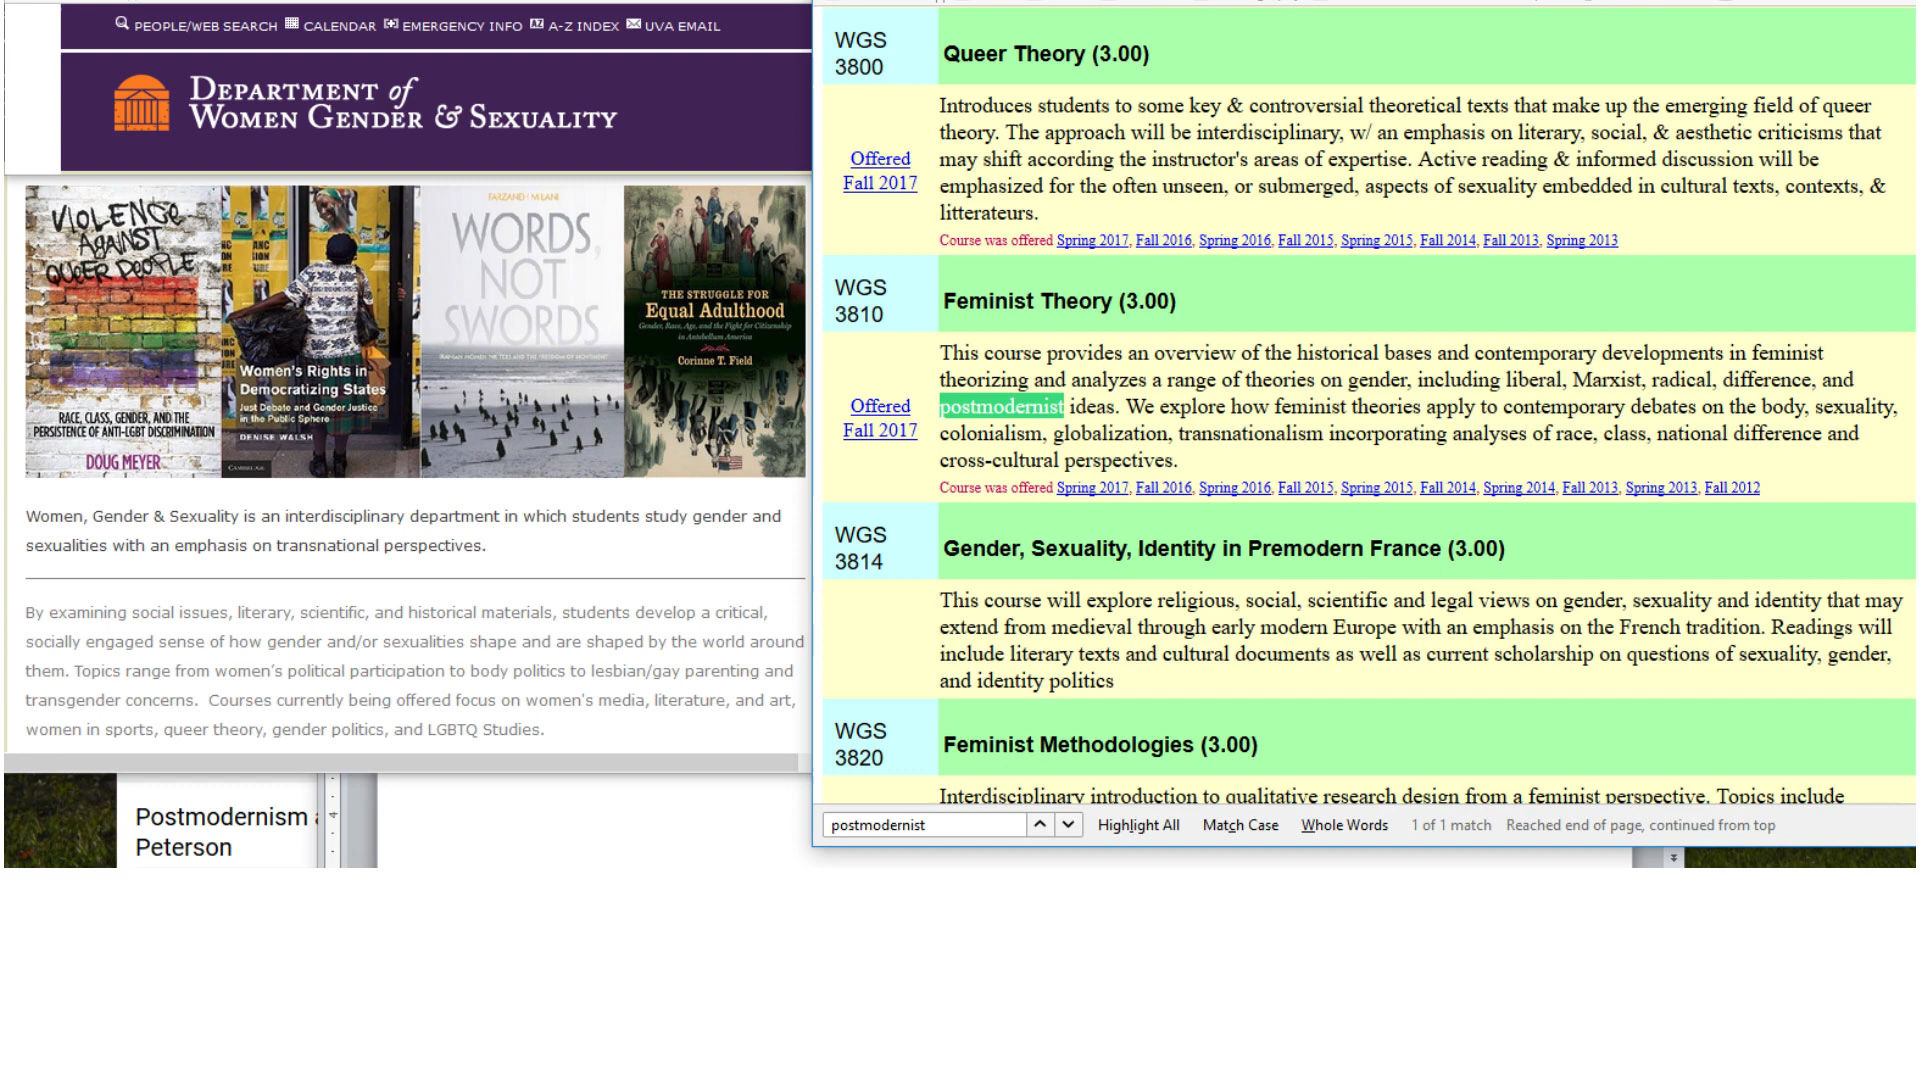 PEOPLE/WEB SEARCH CALENDAR EMERGENCY INFO A-Z INDEX UVA EMAIL
DEPARTMENT of
WOMEN GENDER & SEXUALITY
VIOLENCE
AGAINST
QUEER PEOPLE
RACE, CLASS, GENDER, AND THE
PERSISTENCE OF ANTI-LGBT DISCRIMINATION
DOUG MEYER
Women's Rights in
Democratizing States
Just Debate and Gender Justice
in the Public Sphere
DENISE WALSH
CAMBRIDGE
FARZANEH MILANI
WORDS,
NOT
SWORDS
THE STRUGGLE FOR
Equal Adulthood
Gender, Race, Age, and the Fight for Citizenship
in Antebellum America
Corinne T. Field
Women, Gender & Sexuality is an interdisciplinary department in which students study gender and
sexualities with an emphasis on transnational perspectives.
By examining social issues, literary, scientific, and historical materials, students develop a critical,
socially engaged sense of how gender and/or sexualities shape and are shaped by the world around
them. Topics range from women's political participation to body politics to lesbian/gay parenting and
transgender concerns. Courses currently being offered focus on women's media, literature, and art,
women in sports, queer theory, gender politics, and LGBTQ Studies.
Postmodernism
Peterson
WGS
3800
Queer Theory (3.00)
Offered
Fall 2017
Introduces students to some key & controversial theoretical texts that make up the emerging field of queer
theory. The approach will be interdisciplinary, w/ an emphasis on literary, social, & aesthetic criticisms that
may shift according the instructor's areas of expertise. Active reading & informed discussion will be
emphasized for the often unseen, or submerged, aspects of sexuality embedded in cultural texts, contexts, &
litterateurs.
Course was offered Spring 2017, Fall 2016, Spring 2016, Fall 2015, Spring 2015, Fall 2014, Fall 2013, Spring 2013
WGS
3810
Feminist Theory (3.00)
Offered
Fall 2017
This course provides an overview of the historical bases and contemporary developments in feminist
theorizing and analyzes a range of theories on gender, including liberal, Marxist, radical, difference, and
postmodernist ideas. We explore how feminist theories apply to contemporary debates on the body, sexuality,
colonialism, globalization, transnationalism incorporating analyses of race, class, national difference and
cross-cultural perspectives.
Course was offered Spring 2017, Fall 2016, Spring 2016, Fall 2015, Spring 2015, Fall 2014, Spring 2014, Fall 2013, Spring 2013, Fall 2012
WGS
3814
Gender, Sexuality, Identity in Premodern France (3.00)
This course will explore religious, social, scientific and legal views on gender, sexuality and identity that may
extend from medieval through early modern Europe with an emphasis on the French tradition. Readings will
include literary texts and cultural documents as well as current scholarship on questions of sexuality, gender,
and identity politics
WGS
3820
Feminist Methodologies (3.00)
Interdisciplinary introduction to qualitative research design from a feminist perspective. Topics include
postmodernist Highlight All Match Case Whole Words 1 of 1 match Reached end of page, continued from top